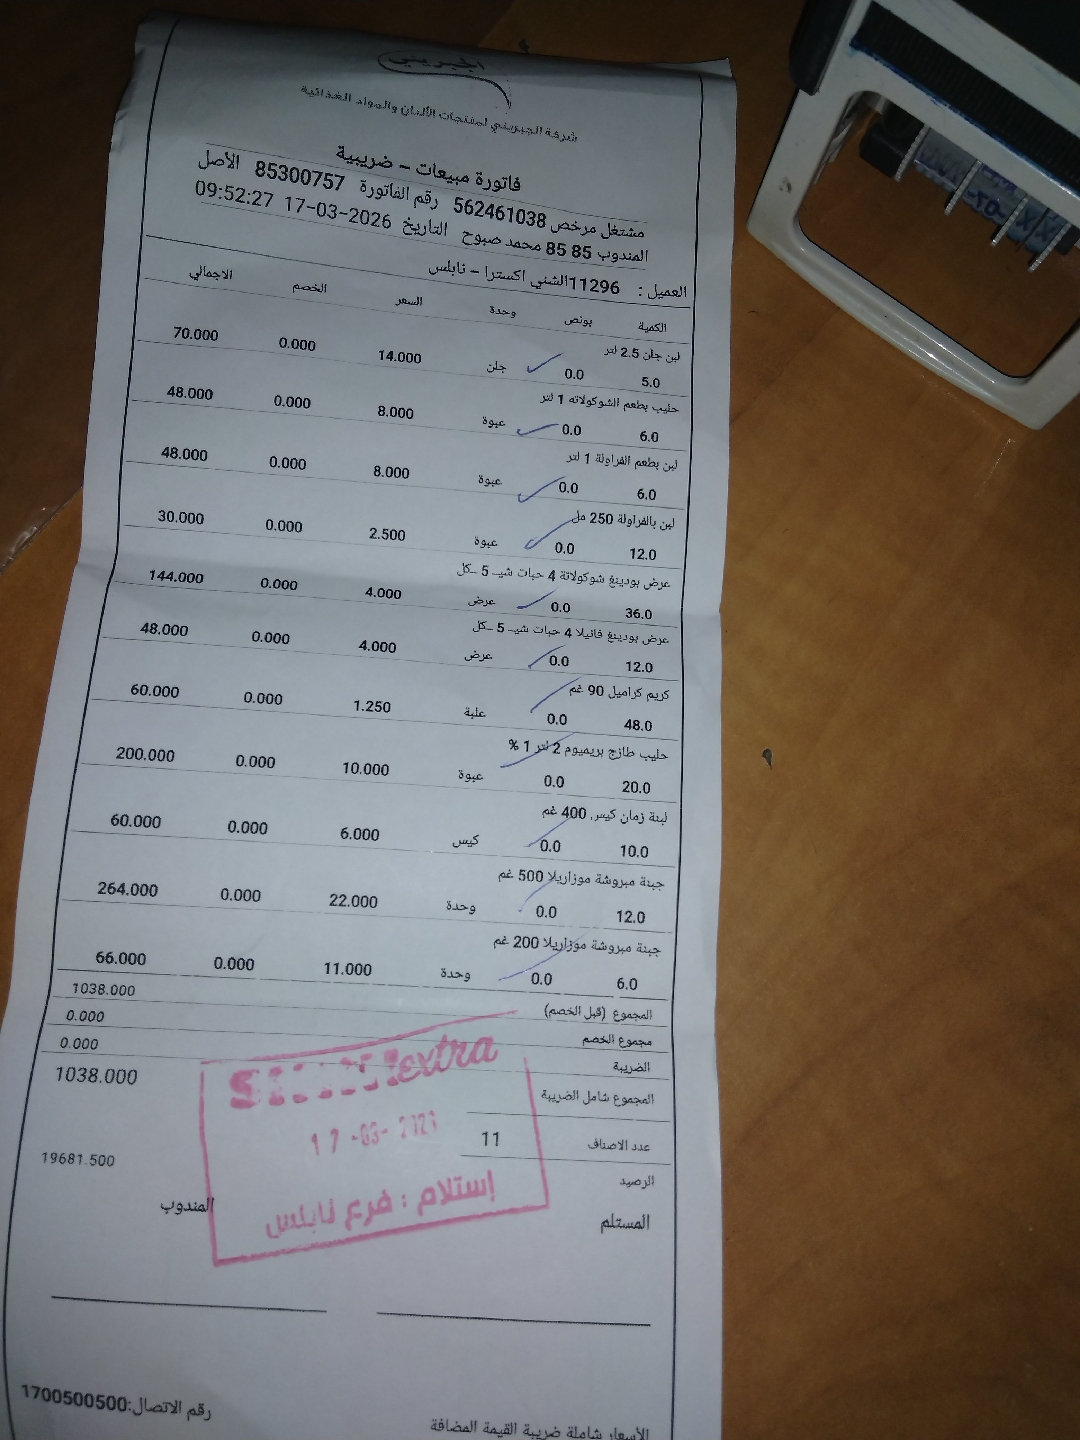 الجبريني
شركة الجبريني لمنتجات الألبان والمواد الغذائية
فاتورة مبيعات - ضريبية
مشتغل مرخص 562461038 رقم الفاتورة 85300757 الأصل
المندوب 85 85 محمد صبوح التاريخ 2026-03-17 09:52:27
العميل : 11296الشني اكسترا - نابلس
الكمية بونص وحدة السعر الخصم الاجمالي
لبن جلن 2.5 لتر
5.0 0.0 جلن 14.000 0.000 70.000
حليب بطعم الشوكولاته 1 لتر
6.0 0.0 عبوة 8.000 0.000 48.000
لبن بطعم الفراولة 1 لتر
6.0 0.0 عبوة 8.000 0.000 48.000
لبن بالفراولة 250 مل
12.0 0.0 عبوة 2.500 0.000 30.000
عرض بودينغ شوكولاتة 4 حبات شيـ 5 ـكل
36.0 0.0 عرض 4.000 0.000 144.000
عرض بودينغ فانيلا 4 حبات شيـ 5 ـكل
12.0 0.0 عرض 4.000 0.000 48.000
كريم كراميل 90 غم
48.0 0.0 علبة 1.250 0.000 60.000
حليب طازج بريميوم 2 لتر 1 %
20.0 0.0 عبوة 10.000 0.000 200.000
لبنة زمان كيس, 400 غم
10.0 0.0 كيس 6.000 0.000 60.000
جبنة مبروشة موزاريلا 500 غم
12.0 0.0 وحدة 22.000 0.000 264.000
جبنة مبروشة موزاريلا 200 غم
6.0 0.0 وحدة 11.000 0.000 66.000
المجموع (قبل الخصم) 1038.000
مجموع الخصم 0.000
الضريبة 0.000
المجموع شامل الضريبة 1038.000
extra
17-03-2026
عدد الاصناف 11
الرصيد 19681.500
إستلام : فرع نابلس
المستلم المندوب
الأسعار شاملة ضريبة القيمة المضافة
رقم الاتصال:1700500500